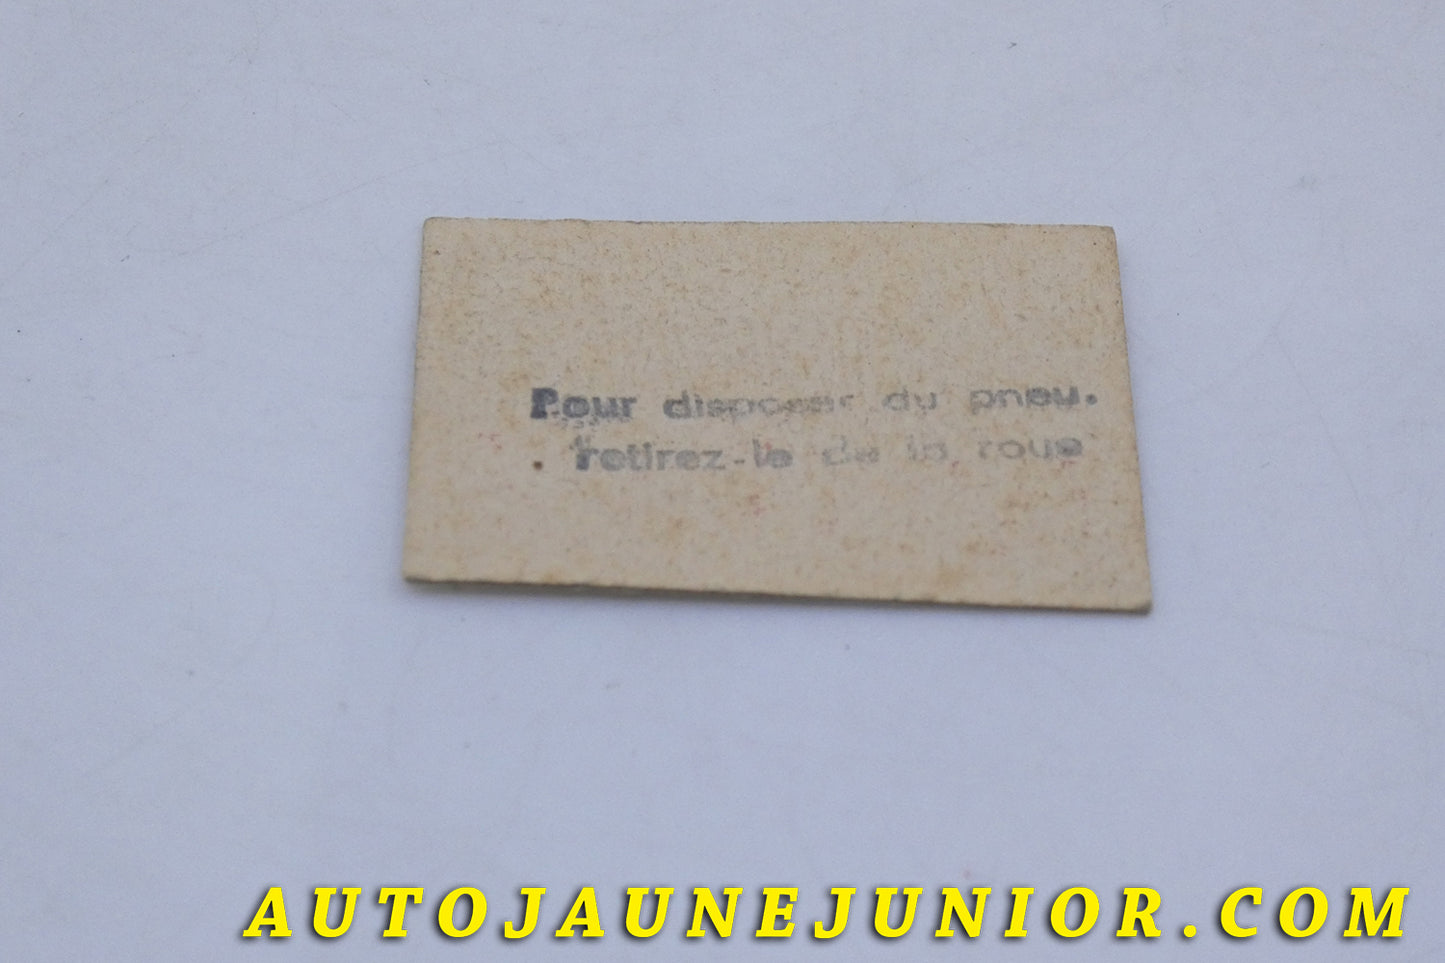 Pour disposer du pneu.
retirez-le de la roue
AUTOJAUNEJUNIOR.COM